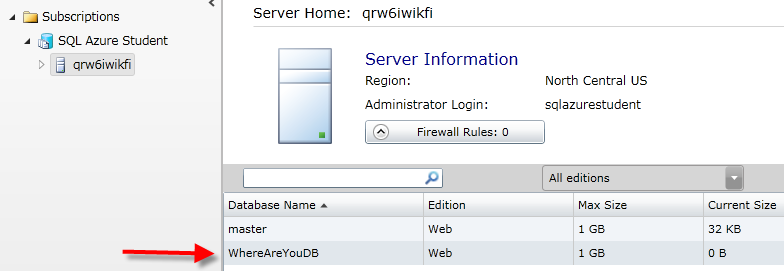 Subscriptions
SQL Azure Student
qrw6iwikfi
Server Home: qrw6iwikfi
Server Information
Region: North Central US
Administrator Login: sqlazurestudent
Firewall Rules: 0
All editions
Database Name Edition Max Size Current Size
master Web 1 GB 32 KB
WhereAreYouDB Web 1 GB 0 B